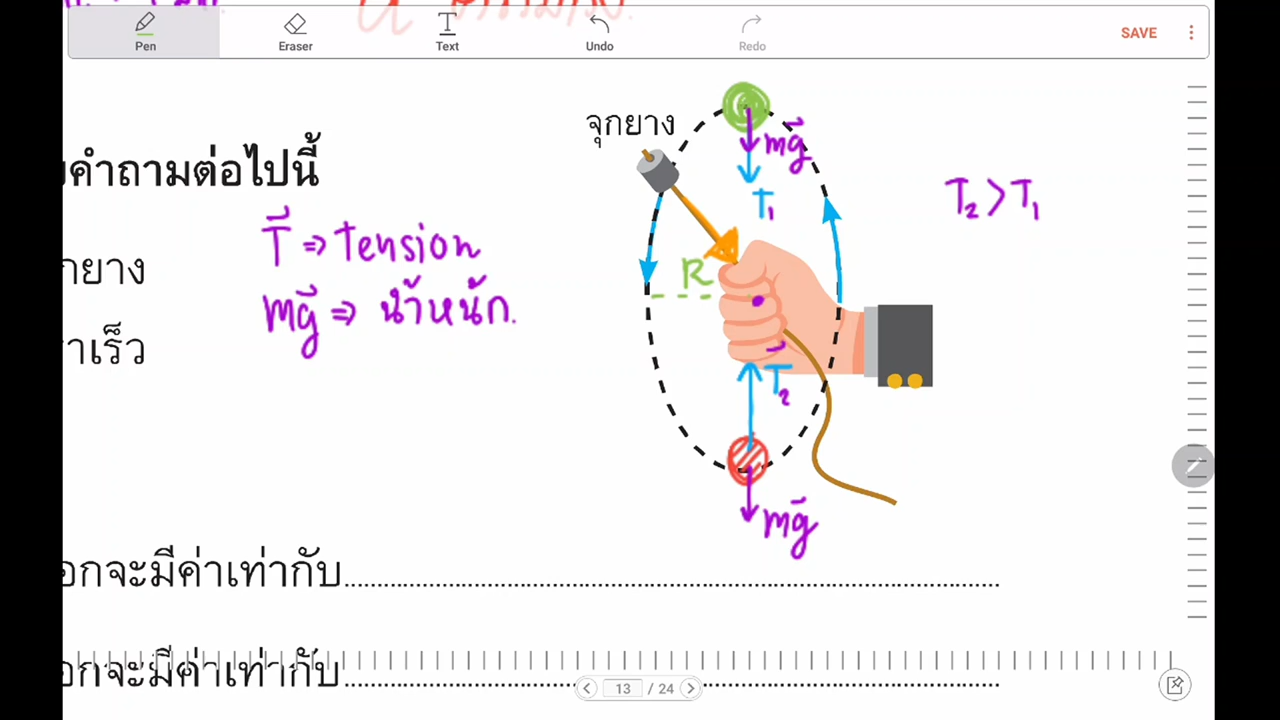 Pen
Eraser
Text
Undo
Redo
SAVE
จุกยาง
mg⃗
คำถามต่อไปนี้
T₁
T₂ > T₁
T⃗ ⇒ tension
กยาง
R
mg⃗ ⇒ น้ำหนัก.
าเร็ว
T⃗₂
mg⃗
อกจะมีค่าเท่ากับ
อกจะมีค่าเท่ากับ
13 / 24